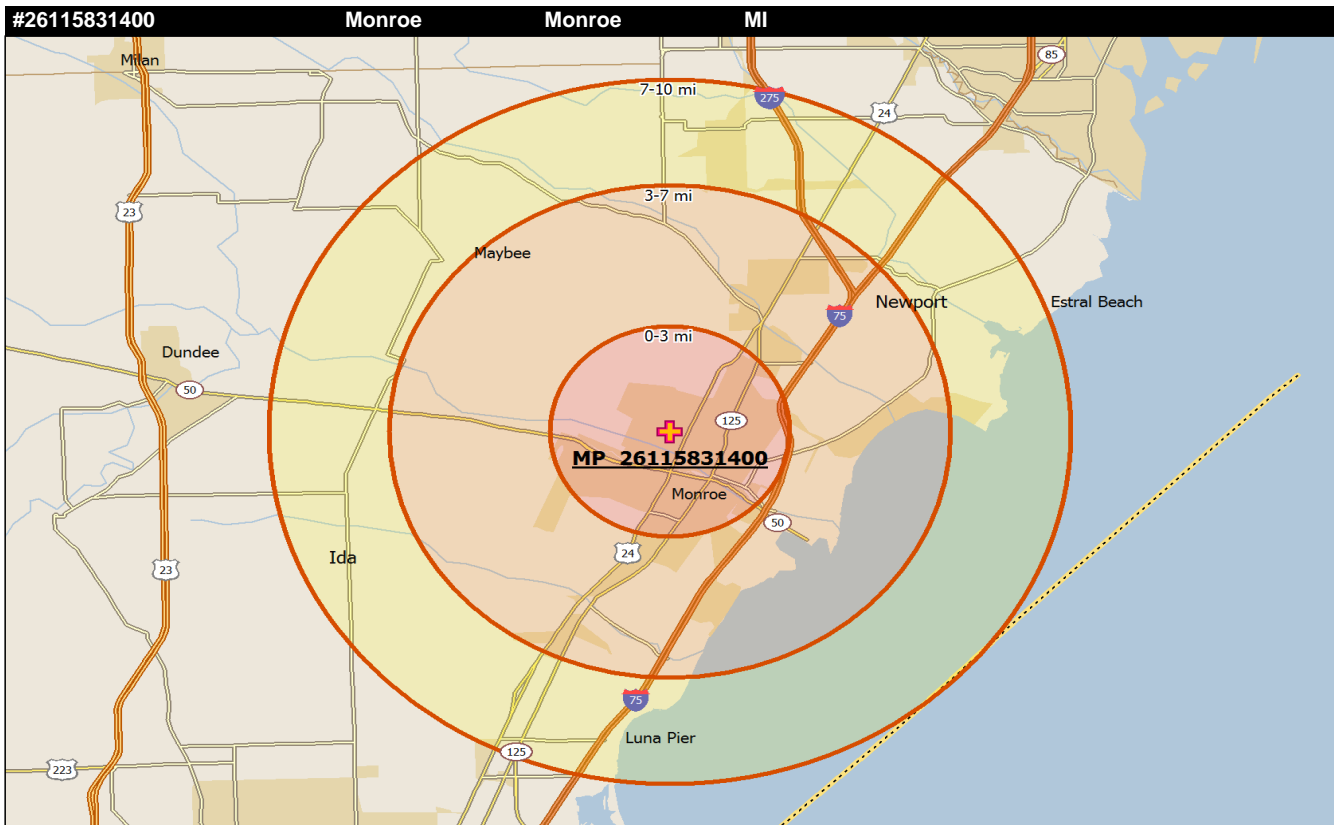 #26115831400 Monroe Monroe MI
Milan
85
7-10 mi
275
24
3-7 mi
23
Maybee
Newport
Estral Beach
75
0-3 mi
Dundee
50
125
MP 26115831400
Monroe
50
24
Ida
23
75
Luna Pier
125
223